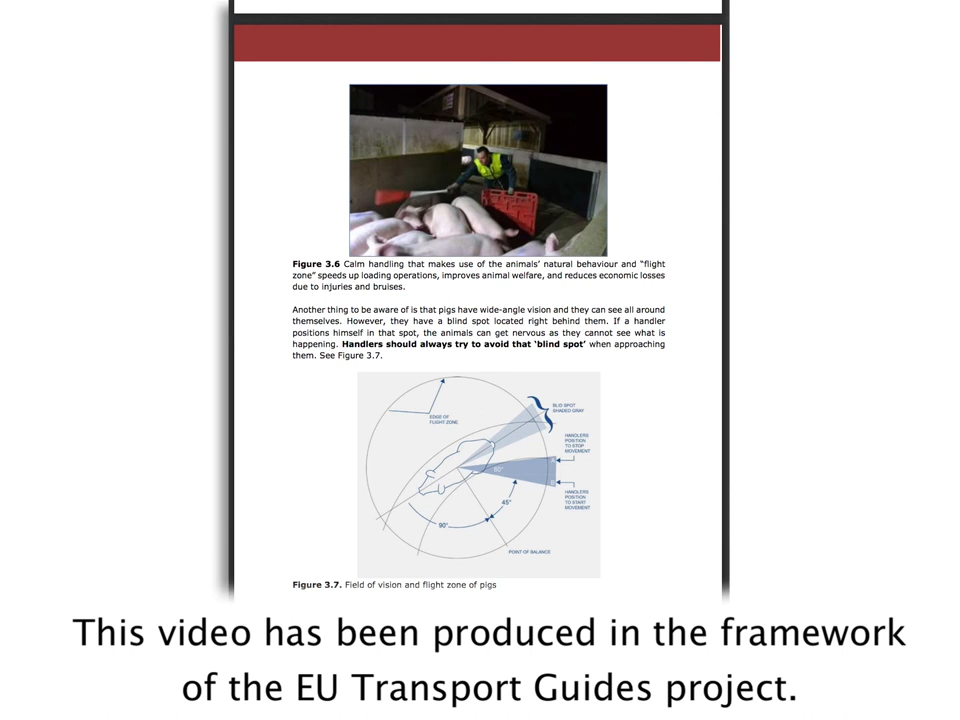 Figure 3.6 Calm handling that makes use of the animals’ natural behaviour and “flight
zone” speeds up loading operations, improves animal welfare, and reduces economic losses
due to injuries and bruises.
Another thing to be aware of is that pigs have wide-angle vision and they can see all around
themselves. However, they have a blind spot located right behind them. If a handler
positions himself in that spot, the animals can get nervous as they cannot see what is
happening. Handlers should always try to avoid that ‘blind spot’ when approaching
them. See Figure 3.7.
BLID SPOT
SHADED GRAY
EDGE OF
FLIGHT ZONE
HANDLERS
POSITION
TO STOP
MOVEMENT
60°
HANDLERS
POSITION
TO START
MOVEMENT
45°
90°
POINT OF BALANCE
Figure 3.7. Field of vision and flight zone of pigs
This video has been produced in the framework
of the EU Transport Guides project.